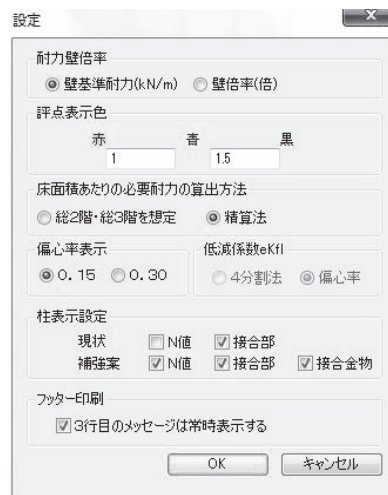 設定
耐力壁倍率
壁基準耐力(kN/m) 壁倍率(倍)
評点表示色
赤 青 黒
1 1.5
床面積あたりの必要耐力の算出方法
総2階・総3階を想定 精算法
偏心率表示 低減係数eKfl
0.15 0.30 4分割法 偏心率
柱表示設定
現状 N値 接合部
補強案 N値 接合部 接合金物
フッター印刷
3行目のメッセージは常時表示する
OK キャンセル